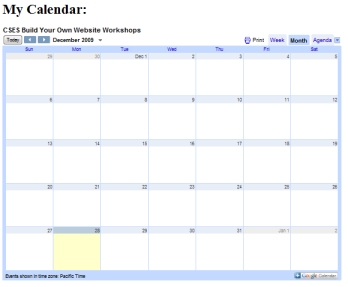 My Calendar:
CSES Build Your Own Website Workshops
Today December 2009 Print Week Month Agenda
Sun Mon Tue Wed Thu Fri Sat
29 30 Dec 1 2 3 4 5
6 7 8 9 10 11 12
13 14 15 16 17 18 19
20 21 22 23 24 25 26
27 28 29 30 31 Jan 1 2
Events shown in time zone: Pacific Time Google Calendar